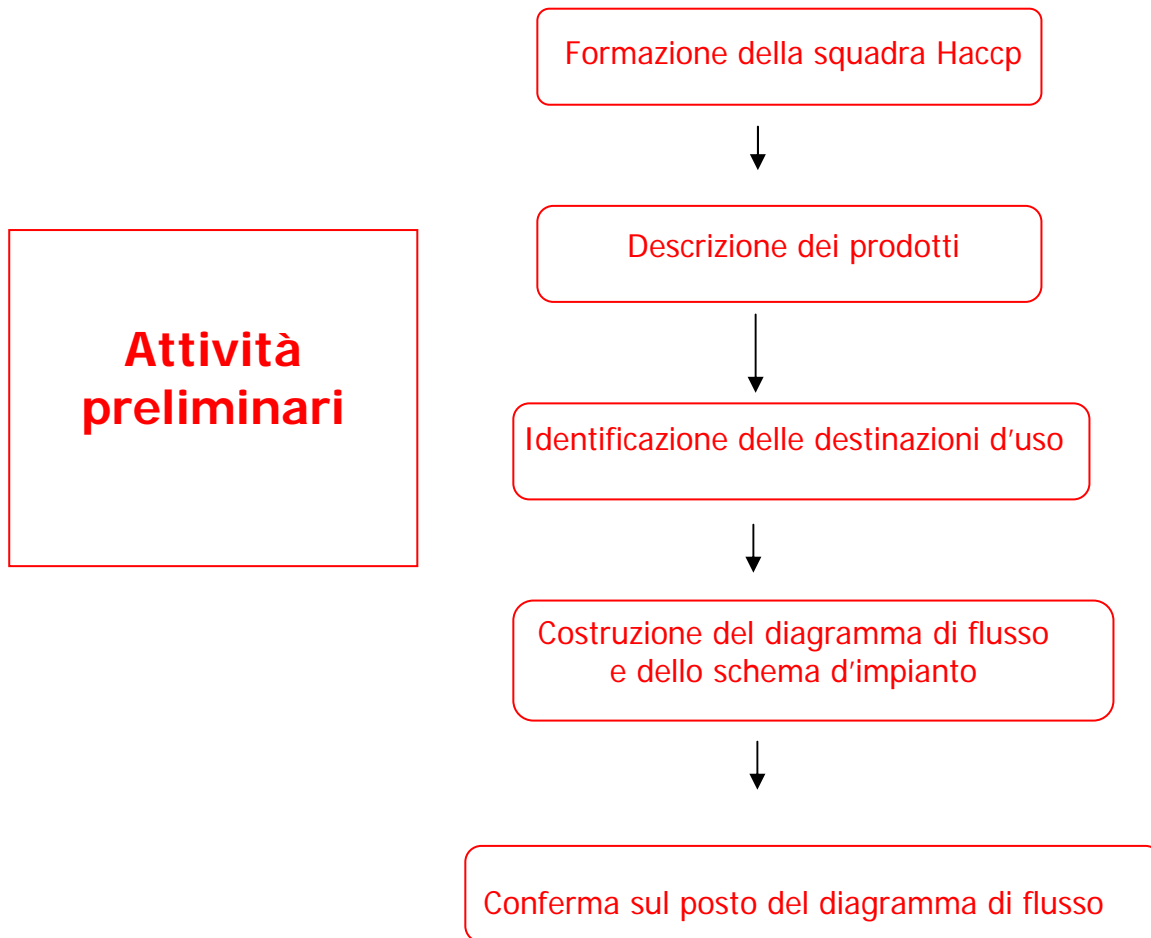 Formazione della squadra Haccp
Descrizione dei prodotti
Attività
preliminari
Identificazione delle destinazioni d'uso
Costruzione del diagramma di flusso
e dello schema d'impianto
Conferma sul posto del diagramma di flusso